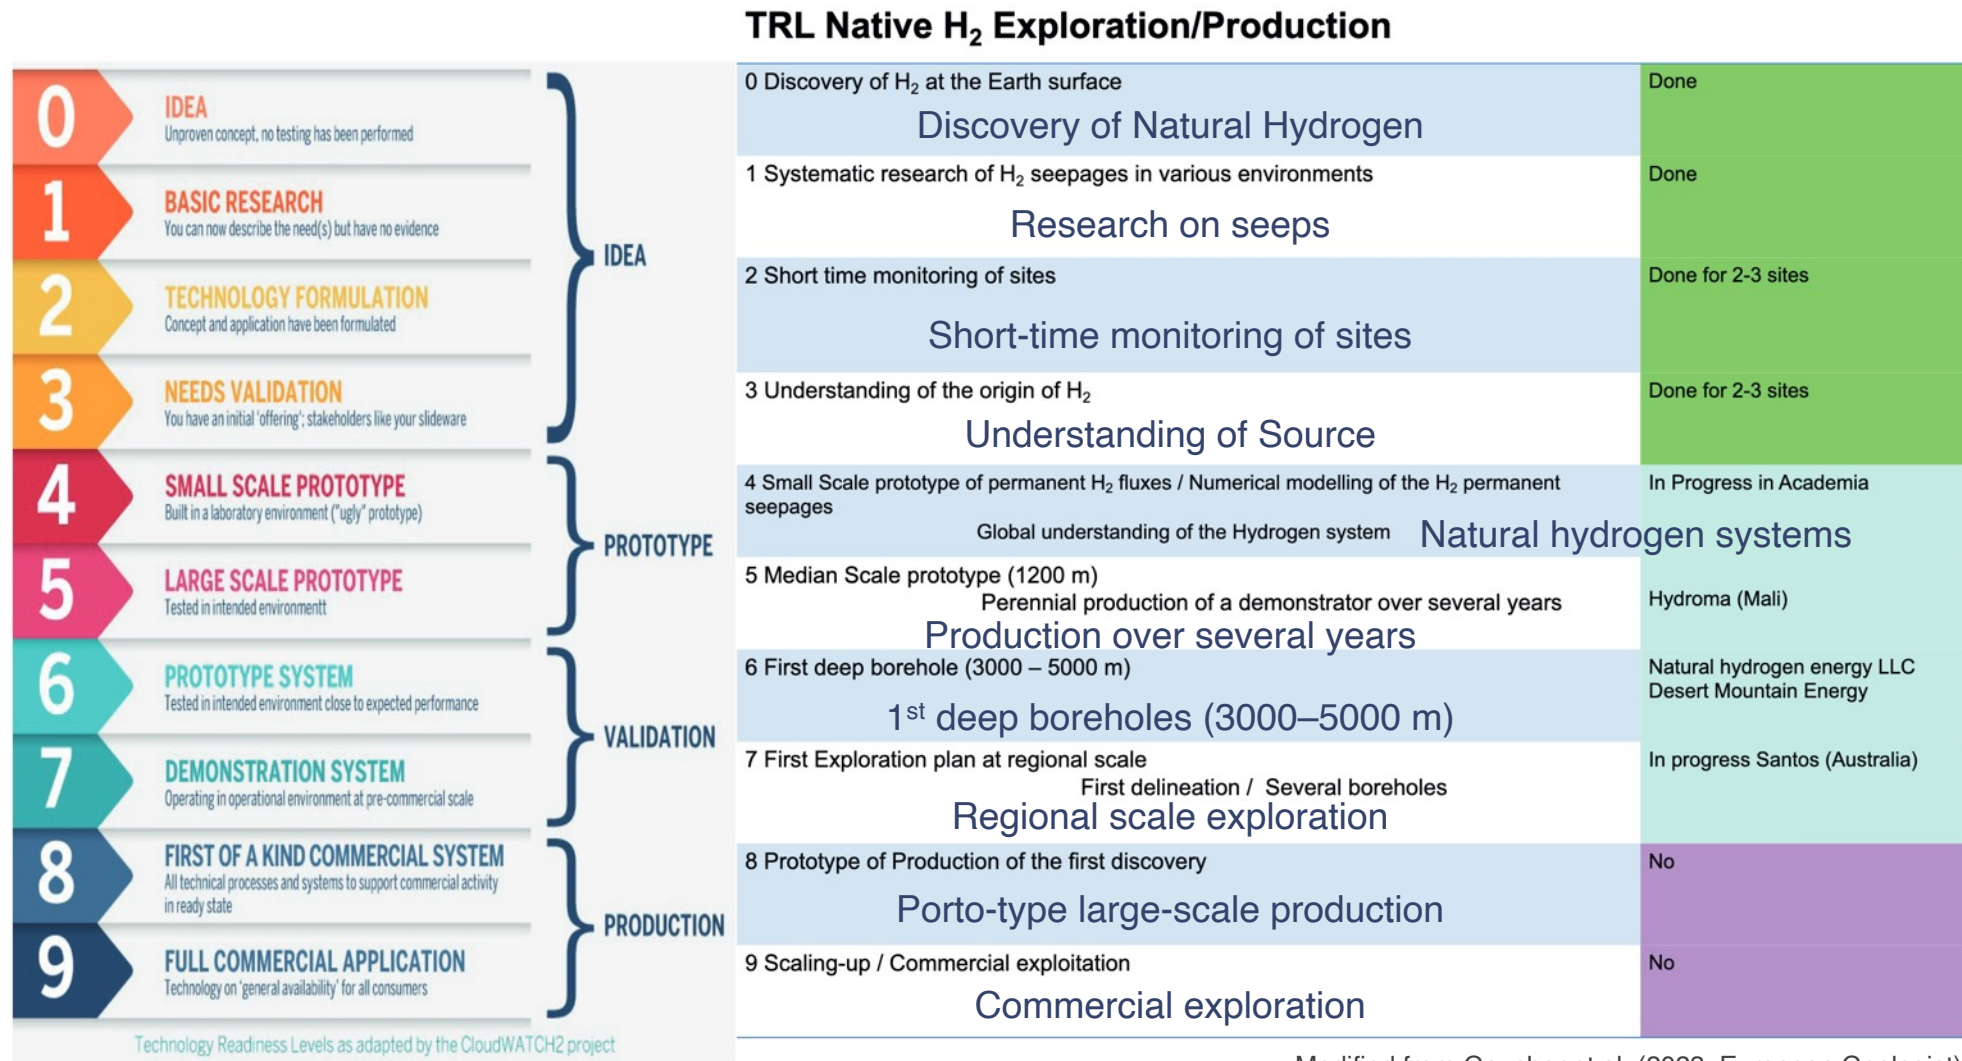 TRL Native H₂ Exploration/Production
0
IDEA
Unproven concept, no testing has been performed
1
BASIC RESEARCH
You can now describe the need(s) but have no evidence
2
TECHNOLOGY FORMULATION
Concept and application have been formulated
3
NEEDS VALIDATION
You have an initial 'offering'; stakeholders like your slideware
IDEA
4
SMALL SCALE PROTOTYPE
Built in a laboratory environment ("ugly" prototype)
5
LARGE SCALE PROTOTYPE
Tested in intended environmentt
PROTOTYPE
6
PROTOTYPE SYSTEM
Tested in intended environment close to expected performance
7
DEMONSTRATION SYSTEM
Operating in operational environment at pre-commercial scale
VALIDATION
8
FIRST OF A KIND COMMERCIAL SYSTEM
All technical processes and systems to support commercial activity
in ready state
9
FULL COMMERCIAL APPLICATION
Technology on 'general availability' for all consumers
PRODUCTION
Technology Readiness Levels as adapted by the CloudWATCH2 project
0 Discovery of H₂ at the Earth surface
Discovery of Natural Hydrogen
Done
1 Systematic research of H₂ seepages in various environments
Research on seeps
Done
2 Short time monitoring of sites
Short-time monitoring of sites
Done for 2-3 sites
3 Understanding of the origin of H₂
Understanding of Source
Done for 2-3 sites
4 Small Scale prototype of permanent H₂ fluxes / Numerical modelling of the H₂ permanent
seepages
Global understanding of the Hydrogen system
Natural hydrogen systems
In Progress in Academia
5 Median Scale prototype (1200 m)
Perennial production of a demonstrator over several years
Production over several years
Hydroma (Mali)
6 First deep borehole (3000 – 5000 m)
1st deep boreholes (3000–5000 m)
Natural hydrogen energy LLC
Desert Mountain Energy
7 First Exploration plan at regional scale
First delineation / Several boreholes
Regional scale exploration
In progress Santos (Australia)
8 Prototype of Production of the first discovery
Porto-type large-scale production
No
9 Scaling-up / Commercial exploitation
Commercial exploration
No
Modified from et al. European Geologist)